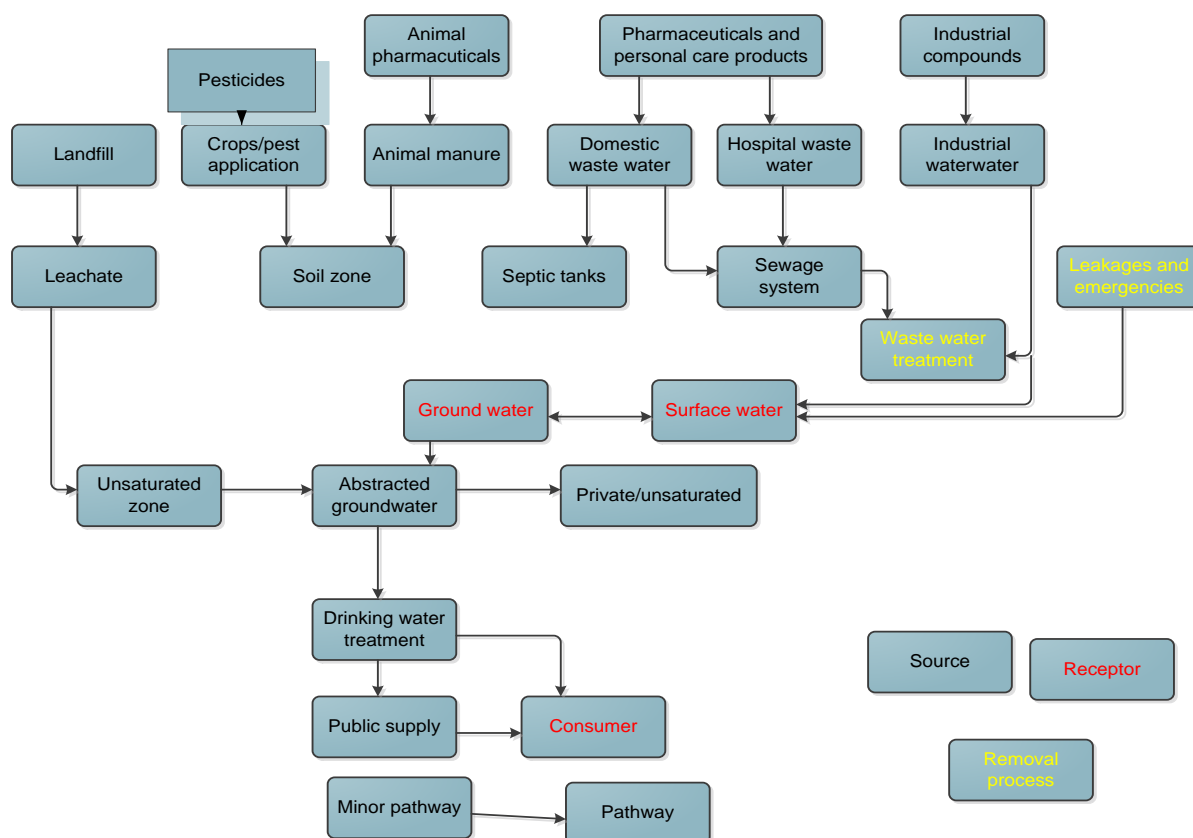 Animal
pharmaceuticals
Pharmaceuticals and
personal care products
Industrial
compounds
Pesticides
Landfill
Crops/pest
application
Animal manure
Domestic
waste water
Hospital waste
water
Industrial
waterwater
Leachate
Soil zone
Septic tanks
Sewage
system
Leakages and
emergencies
Waste water
treatment
Ground water
Surface water
Unsaturated
zone
Abstracted
groundwater
Private/unsaturated
Drinking water
treatment
Source
Receptor
Public supply
Consumer
Removal
process
Minor pathway
Pathway